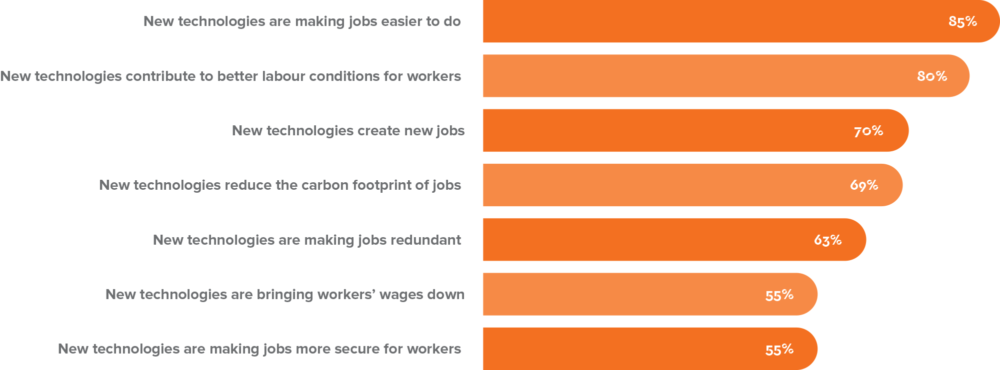 New technologies are making jobs easier to do 85%
New technologies contribute to better labour conditions for workers 80%
New technologies create new jobs 70%
New technologies reduce the carbon footprint of jobs 69%
New technologies are making jobs redundant 63%
New technologies are bringing workers’ wages down 55%
New technologies are making jobs more secure for workers 55%